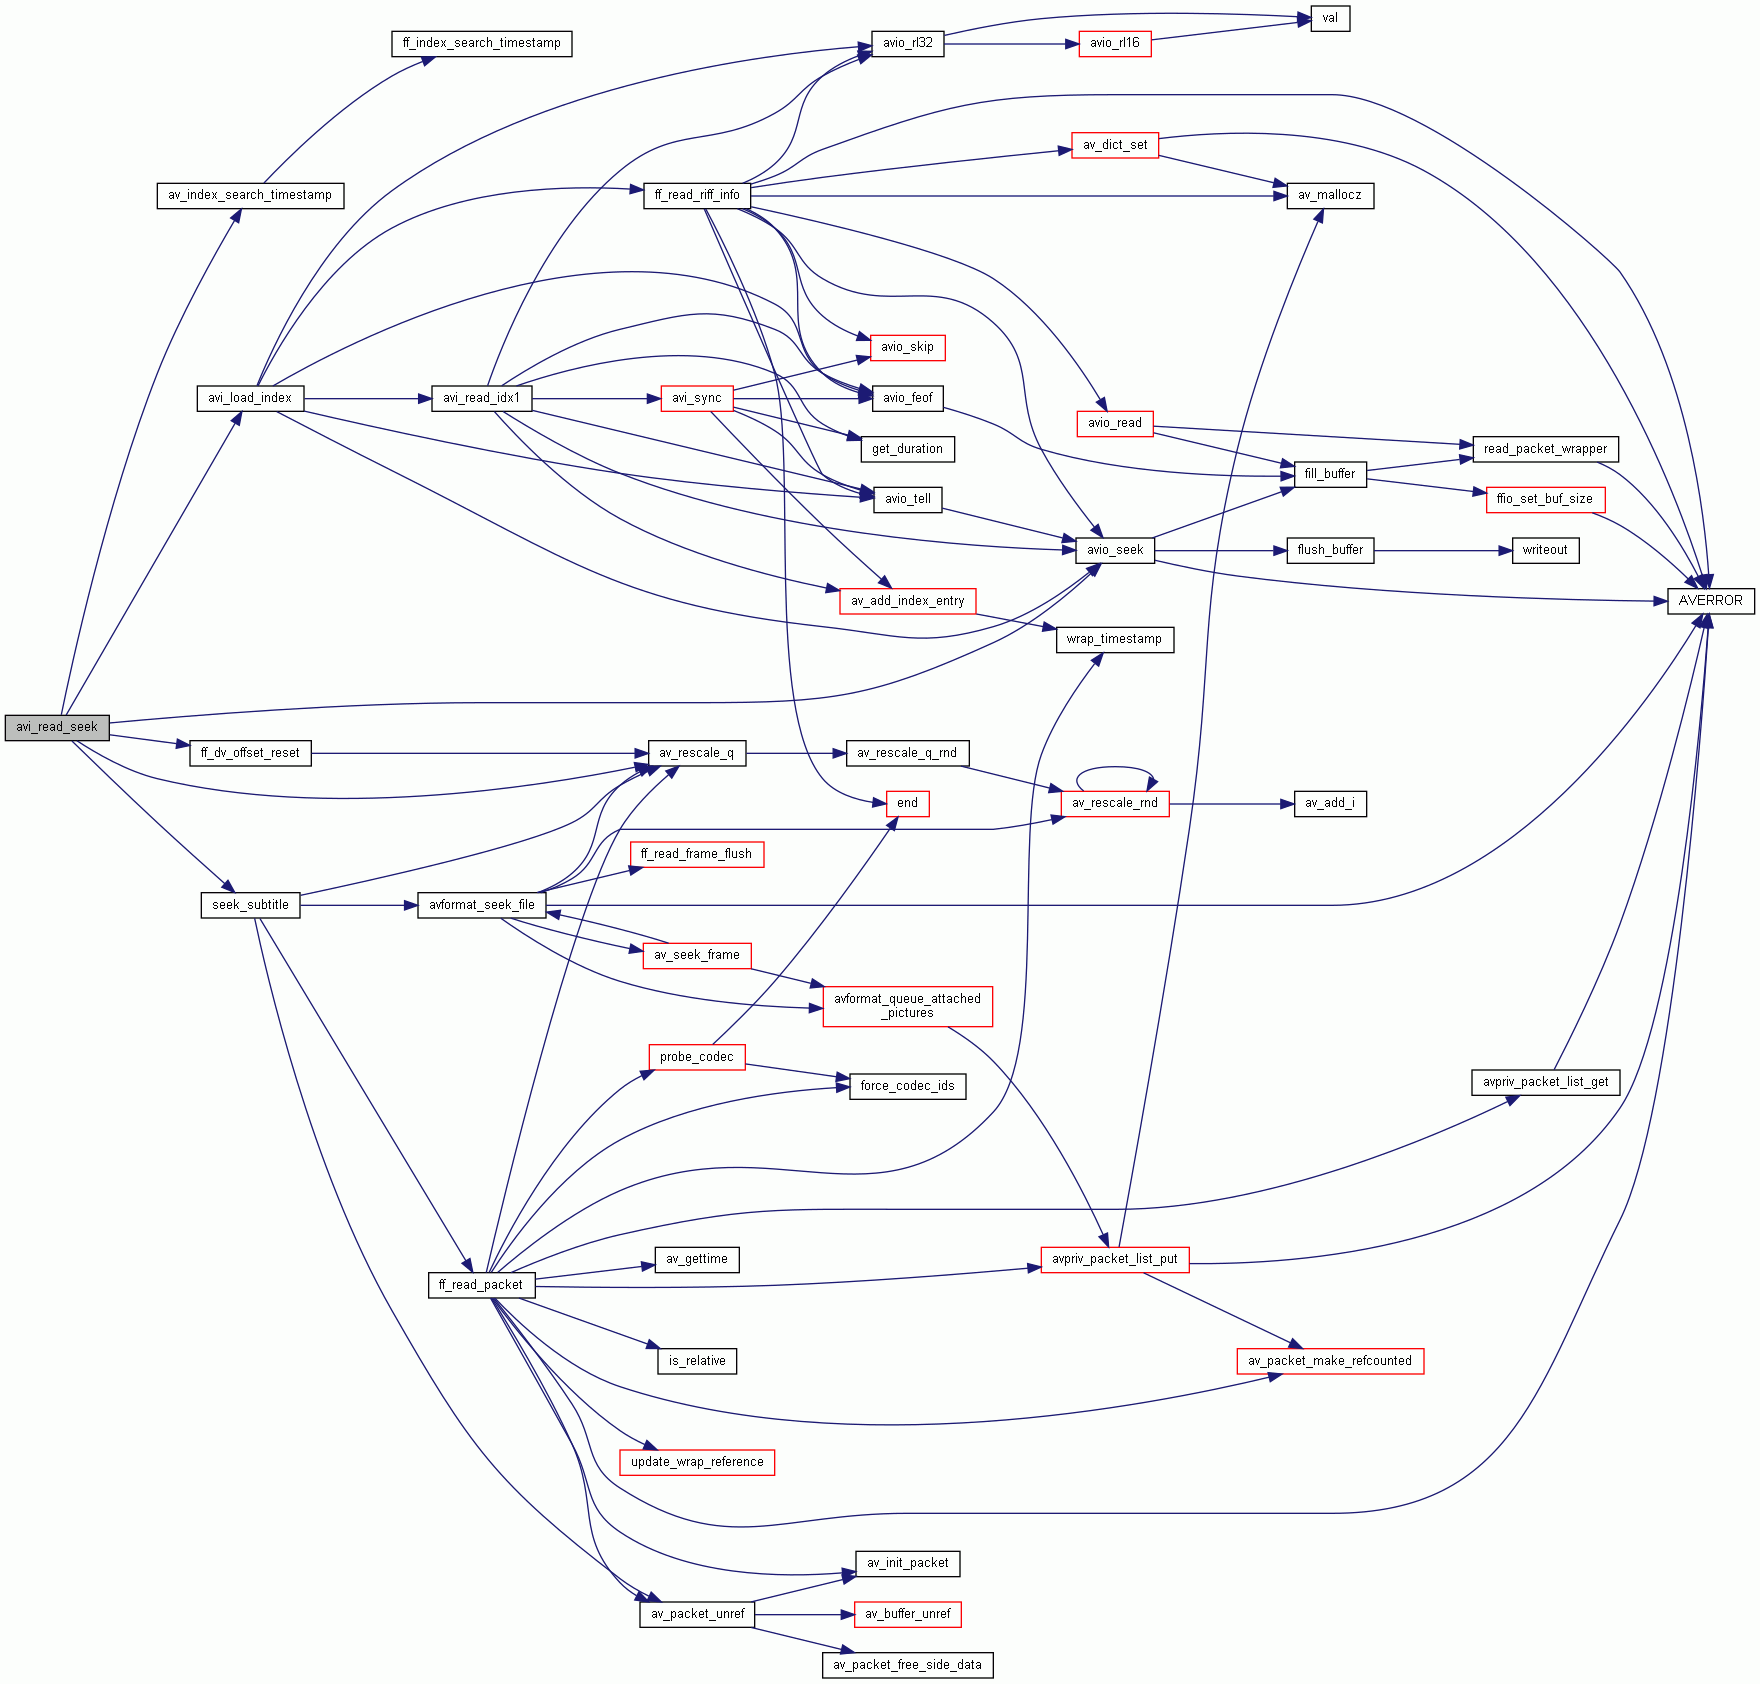 val
avio_rl32
avio_rl16
ff_index_search_timestamp
av_dict_set
av_index_search_timestamp
ff_read_riff_info
av_mallocz
avio_skip
avi_load_index
avi_read_idx1
avi_sync
avio_feof
avio_read
get_duration
read_packet_wrapper
fill_buffer
avio_tell
ffio_set_buf_size
avio_seek
flush_buffer
writeout
av_add_index_entry
AVERROR
wrap_timestamp
avi_read_seek
ff_dv_offset_reset
av_rescale_q
av_rescale_q_rnd
end
av_rescale_rnd
av_add_i
ff_read_frame_flush
seek_subtitle
avformat_seek_file
av_seek_frame
avformat_queue_attached
_pictures
probe_codec
force_codec_ids
avpriv_packet_list_get
av_gettime
avpriv_packet_list_put
ff_read_packet
is_relative
av_packet_make_refcounted
update_wrap_reference
av_init_packet
av_packet_unref
av_buffer_unref
av_packet_free_side_data